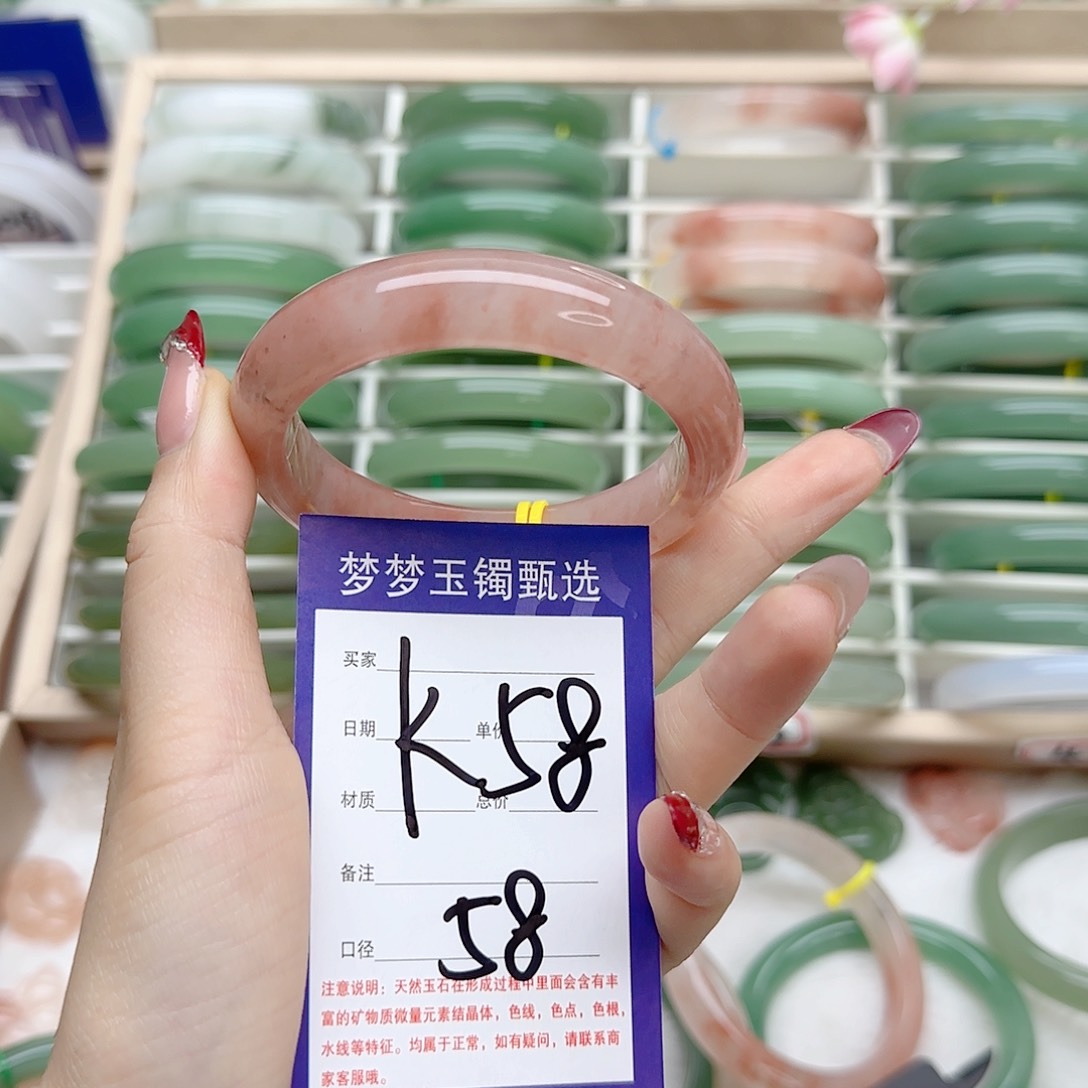 梦梦玉镯甄选
买家
K58
日期 单价
材质 总价
备注
口径 58
注意说明：天然玉石在形成过程中里面会含有丰
富的矿物质微量元素结晶体，色线，色点，色根，
水线等特征。均属于正常，如有疑问，请联系商
家客服哦。